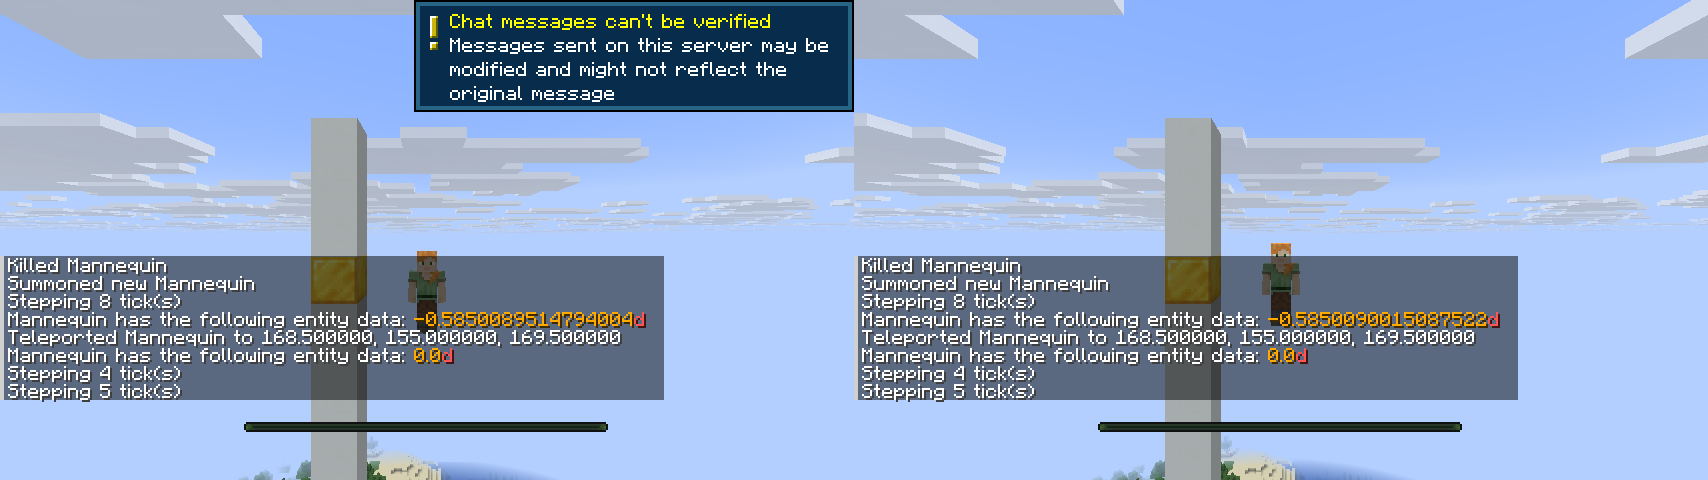 Chat messages can't be verified
Messages sent on this server may be
modified and might not reflect the
original message
Killed Mannequin
Summoned new Mannequin
Stepping 8 tick(s)
Mannequin has the following entity data: -0.5850089514794004d
Teleported Mannequin to 168.500000, 155.000000, 169.500000
Mannequin has the following entity data: 0.0d
Stepping 4 tick(s)
Stepping 5 tick(s)
Killed Mannequin
Summoned new Mannequin
Stepping 8 tick(s)
Mannequin has the following entity data: -0.5850090015087522d
Teleported Mannequin to 168.500000, 155.000000, 169.500000
Mannequin has the following entity data: 0.0d
Stepping 4 tick(s)
Stepping 5 tick(s)